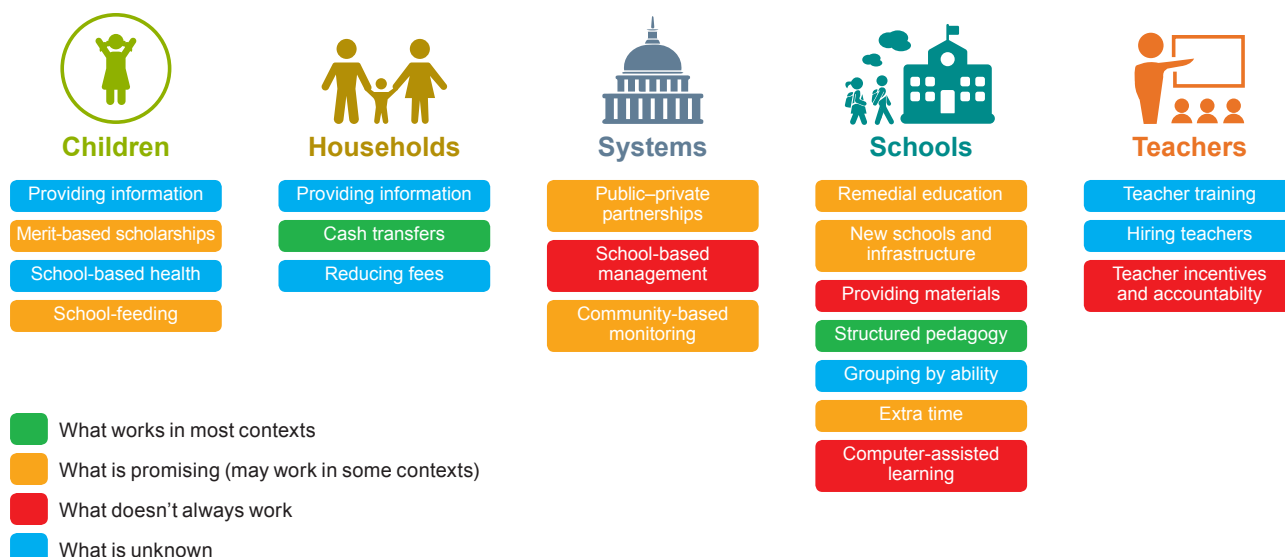 Children
Households
Systems
Schools
Teachers
Providing information
Merit-based scholarships
School-based health
School-feeding
Providing information
Cash transfers
Reducing fees
Public–private
partnerships
School-based
management
Community-based
monitoring
Remedial education
New schools and
infrastructure
Providing materials
Structured pedagogy
Grouping by ability
Extra time
Computer-assisted
learning
Teacher training
Hiring teachers
Teacher incentives
and accountabilty
What works in most contexts
What is promising (may work in some contexts)
What doesn't always work
What is unknown